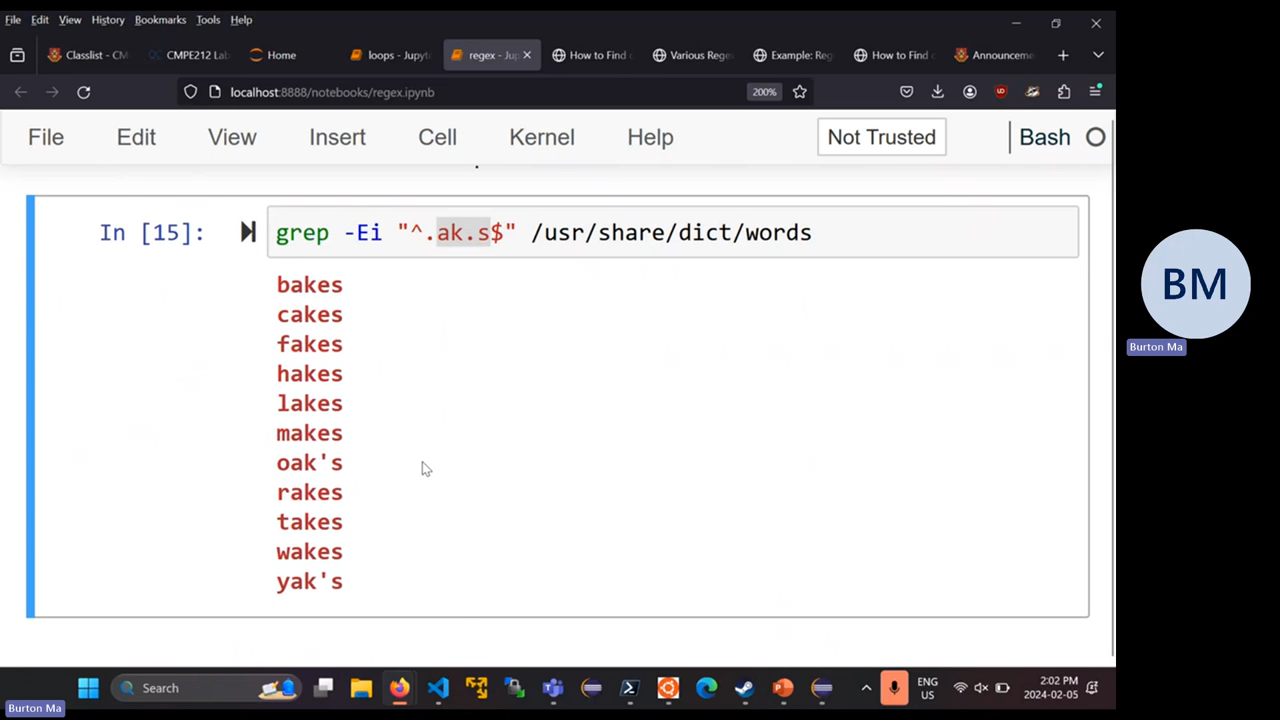 File Edit View History Bookmarks Tools Help
Classlist - CM CMPE212 Lab Home loops - Jupyt regex - Jup How to Find Various Rege Example: Reg How to Find Announceme
localhost:8888/notebooks/regex.ipynb 200%
File Edit View Insert Cell Kernel Help Not Trusted Bash
In [15]: grep -Ei "^.ak.s$" /usr/share/dict/words
bakes
cakes
fakes
hakes
lakes
makes
oak's
rakes
takes
wakes
yak's
BM
Burton Ma
Search ENG US 2:02 PM 2024-02-05
Burton Ma